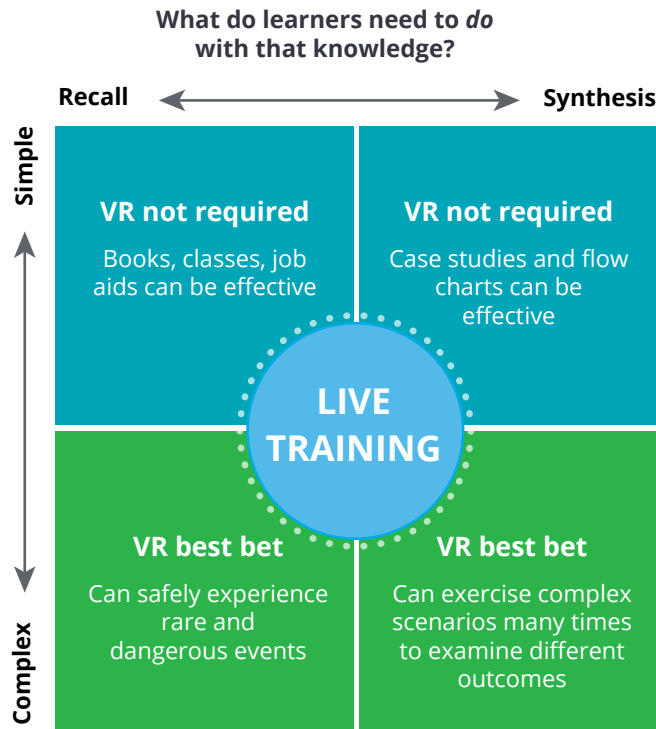 What do learners need to do
with that knowledge?
Recall
Synthesis
Simple
VR not required
Books, classes, job
aids can be effective
VR not required
Case studies and flow
charts can be
effective
LIVE
TRAINING
Complex
VR best bet
Can safely experience
rare and
dangerous events
VR best bet
Can exercise complex
scenarios many times
to examine different
outcomes